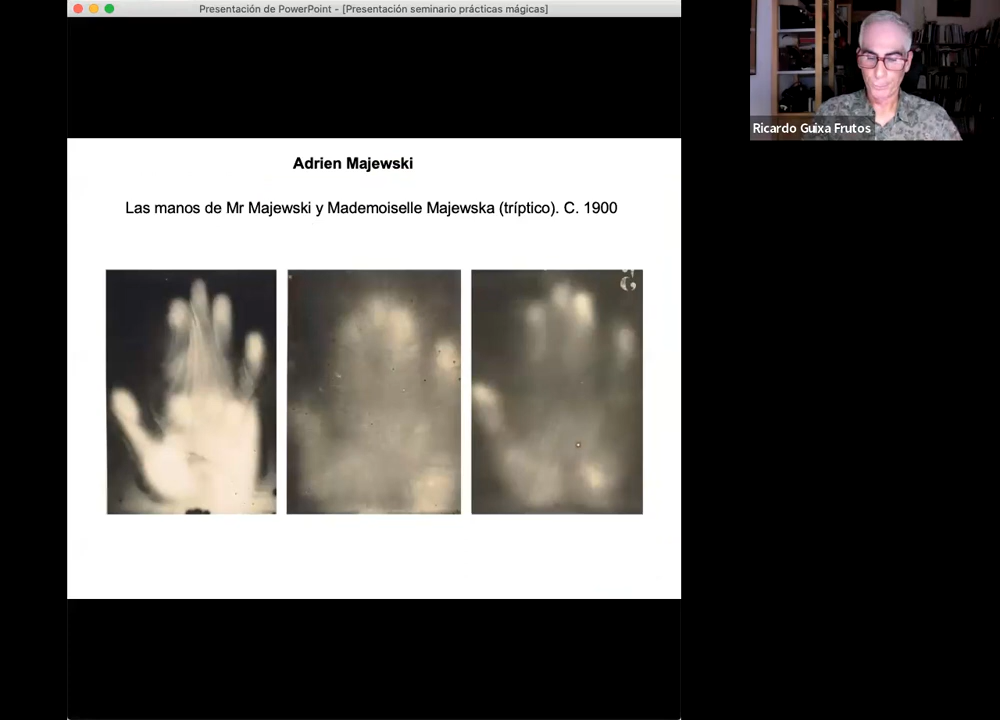 Presentación de PowerPoint - [Presentación seminario prácticas mágicas]
Ricardo Guixa Frutos
Adrien Majewski
Las manos de Mr Majewski y Mademoiselle Majewska (tríptico). C. 1900